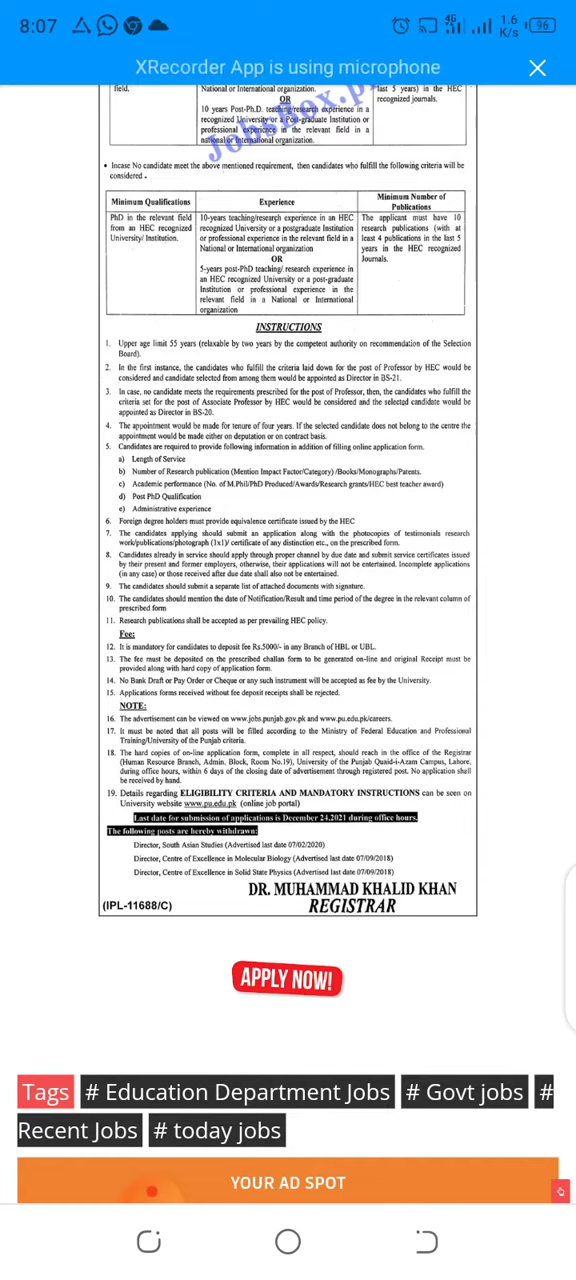 8:07
4G
1.6 K/s
96
XRecorder App is using microphone
field.
National or International organization.
last 5 years) in the HEC
OR
recognized journals.
10 years Post-Ph.D. teaching/research experience in a
recognized University or a Post-graduate Institution or
professional experience in the relevant field in a
national or International organization.
JobsBox.p
• Incase No candidate meet the above mentioned requirement, then candidates who fulfill the following criteria will be
considered .
Minimum Qualifications
Experience
Minimum Number of
Publications
PhD in the relevant field
from an HEC recognized
University/ Institution.
10-years teaching/research experience in an HEC
recognized University or a postgraduate Institution
or professional experience in the relevant field in a
National or International organization
OR
5-years post-PhD teaching/ research experience in
an HEC recognized University or a post-graduate
Institution or professional experience in the
relevant field in a National or International
organization
The applicant must have 10
research publications (with at
least 4 publications in the last 5
years in the HEC recognized
Journals.
INSTRUCTIONS
1. Upper age limit 55 years (relaxable by two years by the competent authority on recommendation of the Selection
Board).
2. In the first instance, the candidates who fulfill the criteria laid down for the post of Professor by HEC would be
considered and candidate selected from among them would be appointed as Director in BS-21.
3. In case, no candidate meets the requirements prescribed for the post of Professor, then, the candidates who fulfill the
criteria set for the post of Associate Professor by HEC would be considered and the selected candidate would be
appointed as Director in BS-20.
4. The appointment would be made for tenure of four years. If the selected candidate does not belong to the centre the
appointment would be made either on deputation or on contract basis.
5. Candidates are required to provide following information in addition of filling online application form.
a) Length of Service
b) Number of Research publication (Mention Impact Factor/Category) /Books/Monographs/Patents.
c) Academic performance (No. of M.Phil/PhD Produced/Awards/Research grants/HEC best teacher award)
d) Post PhD Qualification
e) Administrative experience
6. Foreign degree holders must provide equivalence certificate issued by the HEC
7. The candidates applying should submit an application along with the photocopies of testimonials research
work/publications/photograph (1x1)/ certificate of any distinction etc., on the prescribed form.
8. Candidates already in service should apply through proper channel by due date and submit service certificates issued
by their present and former employers, otherwise, their applications will not be entertained. Incomplete applications
(in any case) or those received after due date shall also not be entertained.
9. The candidates should submit a separate list of attached documents with signature.
10. The candidates should mention the date of Notification/Result and time period of the degree in the relevant column of
prescribed form
11. Research publications shall be accepted as per prevailing HEC policy.
Fee:
12. It is mandatory for candidates to deposit fee Rs.5000/- in any Branch of HBL or UBL.
13. The fee must be deposited on the prescribed challan form to be generated on-line and original Receipt must be
provided along with hard copy of application form.
14. No Bank Draft or Pay Order or Cheque or any such instrument will be accepted as fee by the University.
15. Applications forms received without fee deposit receipts shall be rejected.
NOTE:
16. The advertisement can be viewed on www.jobs.punjab.gov.pk and www.pu.edu.pk/careers.
17. It must be noted that all posts will be filled according to the Ministry of Federal Education and Professional
Training/University of the Punjab criteria.
18. The hard copies of on-line application form, complete in all respect, should reach in the office of the Registrar
(Human Resource Branch, Admin, Block, Room No.19), University of the Punjab Quaid-i-Azam Campus, Lahore,
during office hours, within 6 days of the closing date of advertisement through registered post. No application shall
be received by hand.
19. Details regarding ELIGIBILITY CRITERIA AND MANDATORY INSTRUCTIONS can be seen on
University website www.pu.edu.pk (online job portal)
Last date for submission of applications is December 24,2021 during office hours.
The following posts are hereby withdrawn:
Director, South Asian Studies (Advertised last date 07/02/2020)
Director, Centre of Excellence in Molecular Biology (Advertised last date 07/09/2018)
Director, Centre of Excellence in Solid State Physics (Advertised last date 07/09/2018)
DR. MUHAMMAD KHALID KHAN
(IPL-11688/C)
REGISTRAR
APPLY NOW!
Tags # Education Department Jobs # Govt jobs #
Recent Jobs # today jobs
YOUR AD SPOT